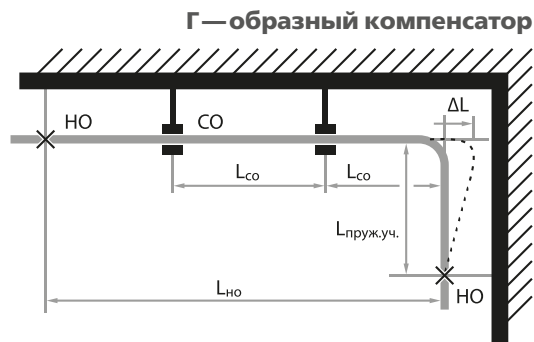 Г—образный компенсатор
ΔL
НО
СО
Lсо
Lсо
Lпруж.уч.
Lно
НО